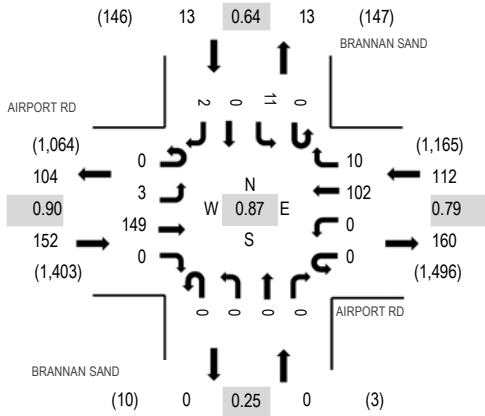 (146) 13 0.64 13 (147)
BRANNAN SAND
2 0 11 0
AIRPORT RD
(1,064) (1,165)
0 10
104 112
3 N 102
0.90 W 0.87 E 0.79
149 S 0
152 160
0 0
(1,403) (1,496)
0 0 0 0
AIRPORT RD
BRANNAN SAND
(10) 0 0.25 0 (3)